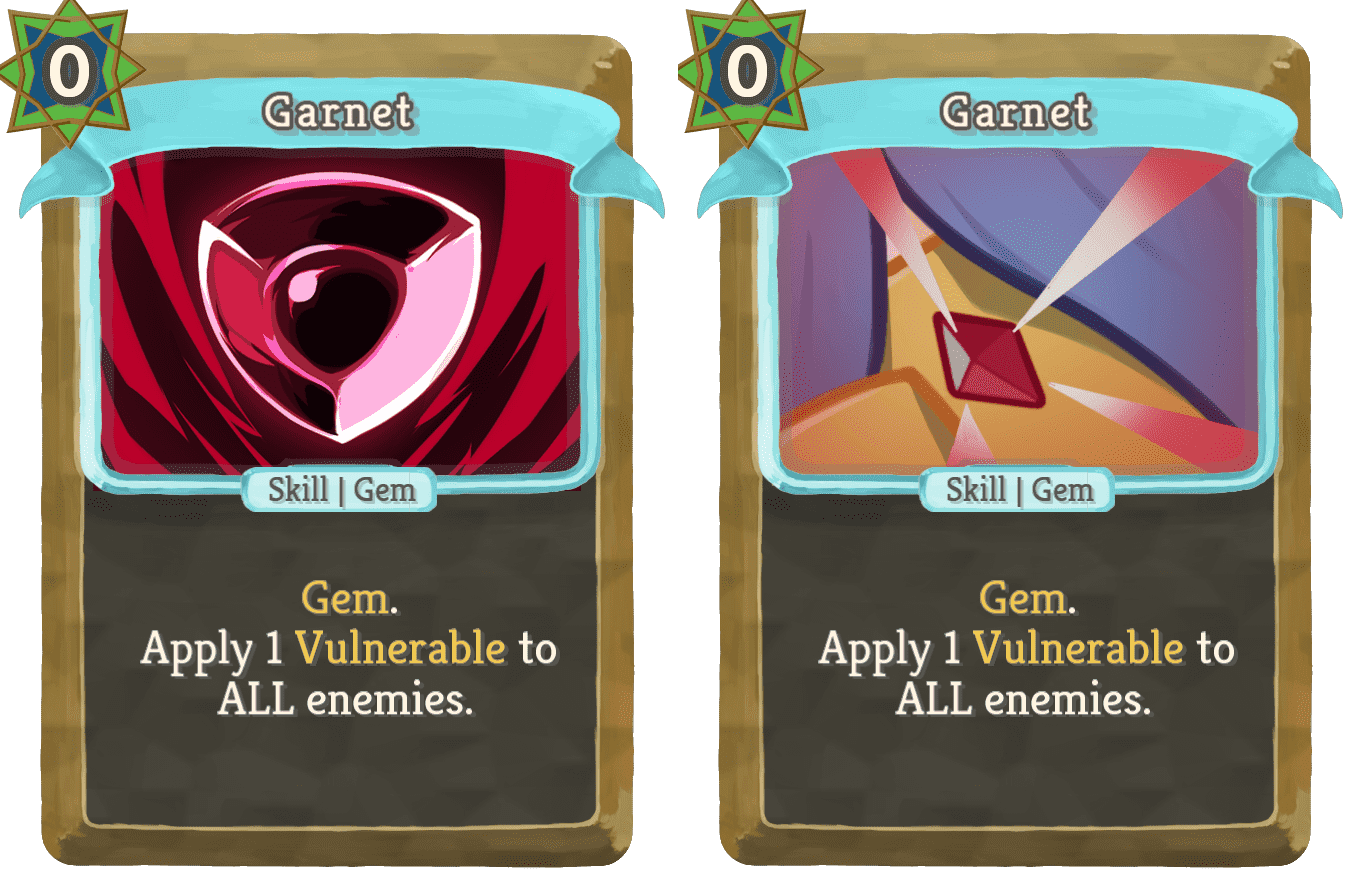 0
Garnet
Skill | Gem
Gem.
Apply 1 Vulnerable to
ALL enemies.
0
Garnet
Skill | Gem
Gem.
Apply 1 Vulnerable to
ALL enemies.